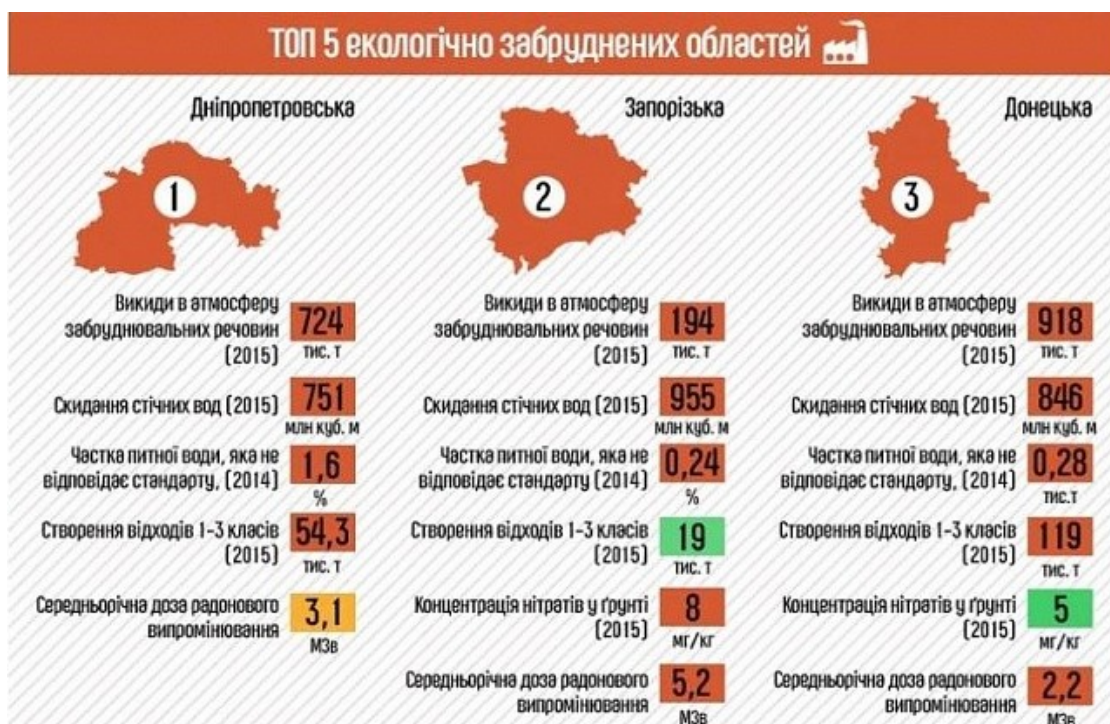 ТОП 5 екологічно забруднених областей
Дніпропетровська
1
Викиди в атмосферу
забруднювальних речовин
(2015)
724
тис. т
Скидання стічних вод (2015)
751
млн куб. м
Частка питної води, яка не
відповідає стандарту, (2014)
1,6
%
Створення відходів 1-3 класів
(2015)
54,3
тис. т
Середньорічна доза радонового
випромінювання
3,1
МЗв
Запорізька
2
Викиди в атмосферу
забруднювальних речовин
(2015)
194
тис. т
Скидання стічних вод (2015)
955
млн куб. м
Частка питної води, яка не
відповідає стандарту (2014)
0,24
%
Створення відходів 1-3 класів
(2015)
19
тис. т
Концентрація нітратів у ґрунті
(2015)
8
мг/кг
Середньорічна доза радонового
випромінювання
5,2
МЗв
Донецька
3
Викиди в атмосферу
забруднювальних речовин
(2015)
918
тис. т
Скидання стічних вод (2015)
846
млн куб. м
Частка питної води, яка не
відповідає стандарту, (2014)
0,28
тис.т
Створення відходів 1-3 класів
(2015)
119
тис. т
Концентрація нітратів у ґрунті
(2015)
5
мг/кг
Середньорічна доза радонового
випромінювання
2,2
МЗв